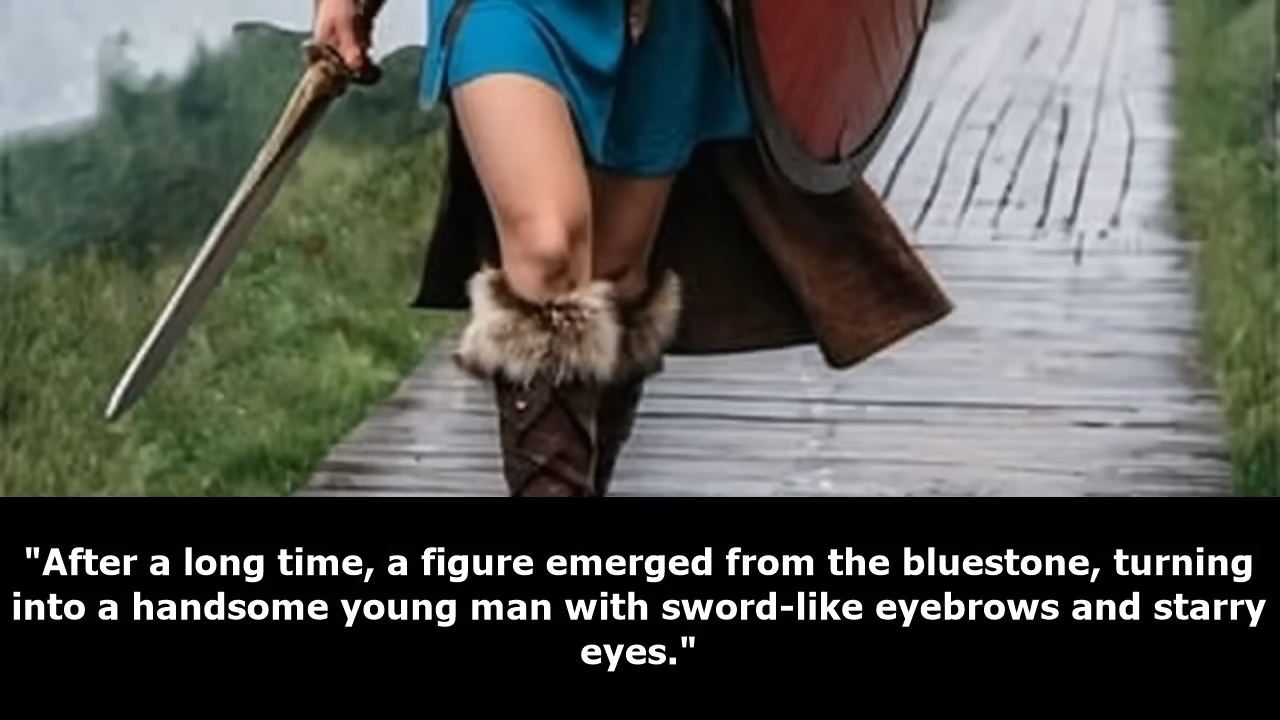 "After a long time, a figure emerged from the bluestone, turning
into a handsome young man with sword-like eyebrows and starry
eyes."